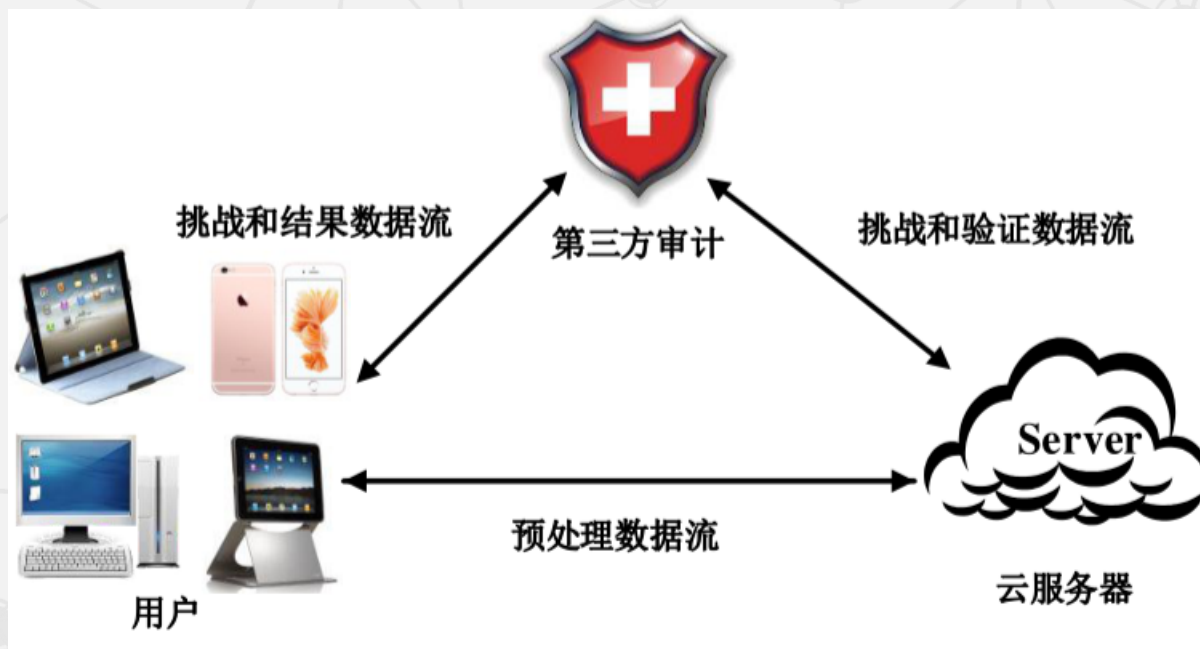 挑战和结果数据流
第三方审计
挑战和验证数据流
Server
预处理数据流
云服务器
用户